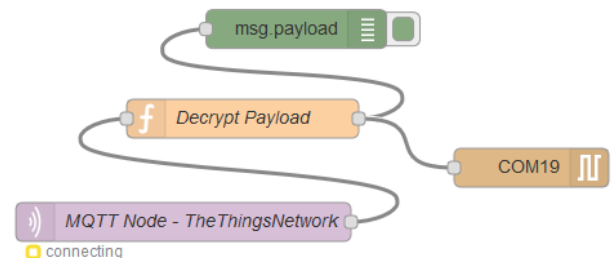 msg.payload
Decrypt Payload
COM19
MQTT Node - TheThingsNetwork
connecting